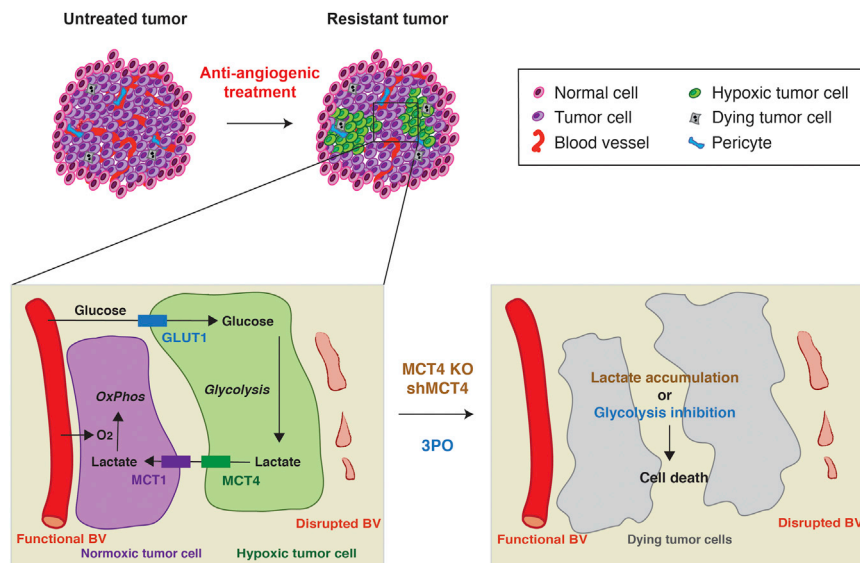 Untreated tumor
Resistant tumor
Anti-angiogenic
treatment
Normal cell
Hypoxic tumor cell
Tumor cell
Dying tumor cell
Blood vessel
Pericyte
Glucose
Glucose
GLUT1
Glycolysis
OxPhos
O2
Lactate
Lactate
MCT1
MCT4
Functional BV
Disrupted BV
Normoxic tumor cell
Hypoxic tumor cell
MCT4 KO
shMCT4
3PO
Lactate accumulation
or
Glycolysis inhibition
Cell death
Functional BV
Disrupted BV
Dying tumor cells